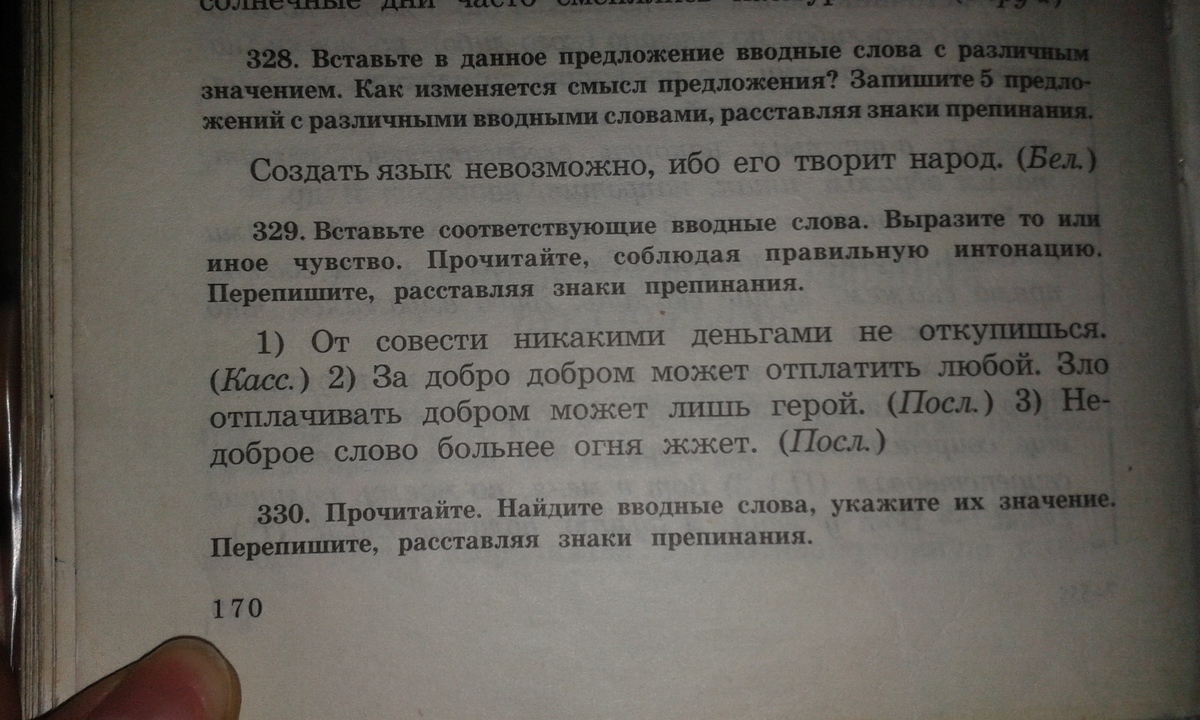 солнечные дни часто сменялись
328. Вставьте в данное предложение вводные слова с различным
значением. Как изменяется смысл предложения? Запишите 5 предло-
жений с различными вводными словами, расставляя знаки препинания.
Создать язык невозможно, ибо его творит народ. (Бел.)
329. Вставьте соответствующие вводные слова. Выразите то или
иное чувство. Прочитайте, соблюдая правильную интонацию.
Перепишите, расставляя знаки препинания.
1) От совести никакими деньгами не откупишься.
(Касс.) 2) За добро добром может отплатить любой. Зло
отплачивать добром может лишь герой. (Посл.) 3) Не-
доброе слово больнее огня жжет. (Посл.)
330. Прочитайте. Найдите вводные слова, укажите их значение.
Перепишите, расставляя знаки препинания.
170